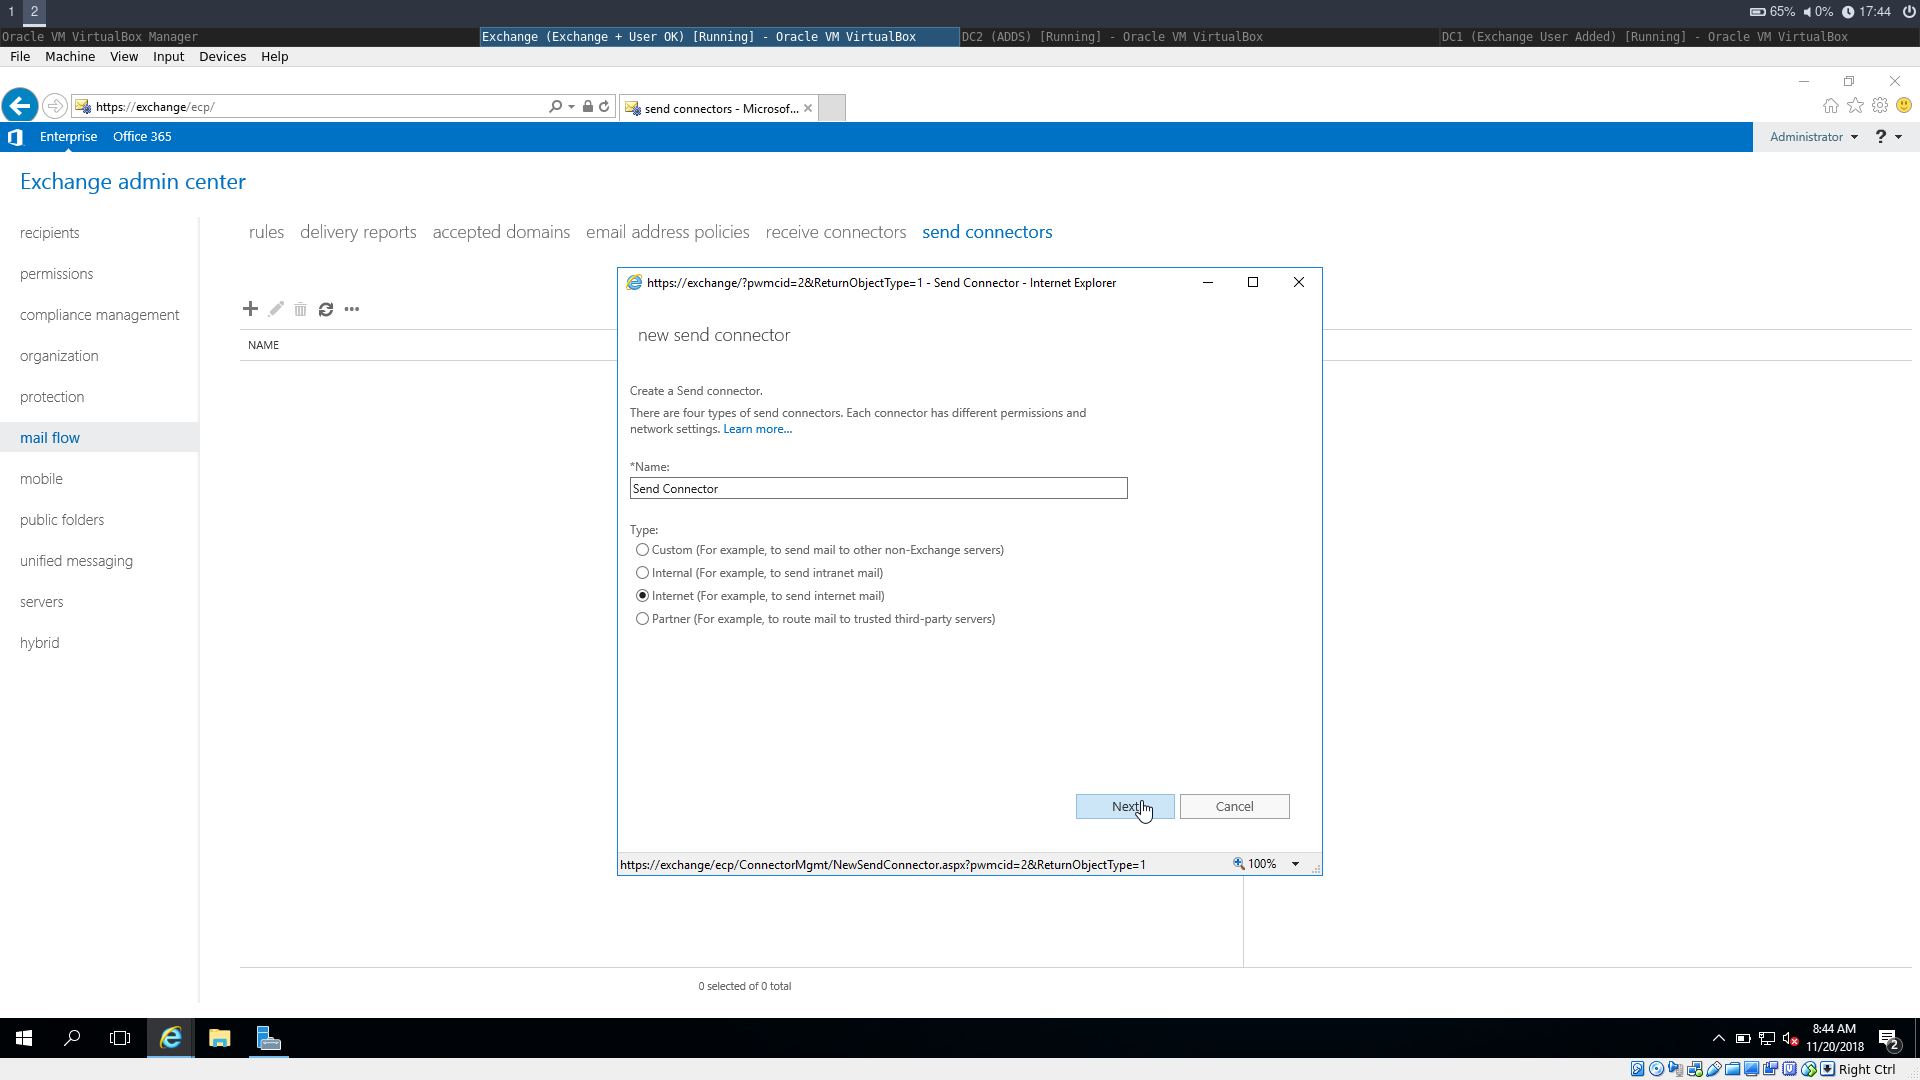 1 2 65% 0% 17:44
Oracle VM VirtualBox Manager
Exchange (Exchange + User OK) [Running] - Oracle VM VirtualBox
DC2 (ADDS) [Running] - Oracle VM VirtualBox
DC1 (Exchange User Added) [Running] - Oracle VM VirtualBox
File Machine View Input Devices Help
https://exchange/ecp/
send connectors - Microsof...
Enterprise Office 365
Administrator ?
Exchange admin center
recipients
permissions
compliance management
organization
protection
mail flow
mobile
public folders
unified messaging
servers
hybrid
rules delivery reports accepted domains email address policies receive connectors send connectors
NAME
https://exchange/?pwmcid=2&ReturnObjectType=1 - Send Connector - Internet Explorer
new send connector
Create a Send connector.
There are four types of send connectors. Each connector has different permissions and
network settings. Learn more...
*Name:
Send Connector
Type:
Custom (For example, to send mail to other non-Exchange servers)
Internal (For example, to send intranet mail)
Internet (For example, to send internet mail)
Partner (For example, to route mail to trusted third-party servers)
Next Cancel
https://exchange/ecp/ConnectorMgmt/NewSendConnector.aspx?pwmcid=2&ReturnObjectType=1
100%
0 selected of 0 total
8:44 AM
11/20/2018
2
Right Ctrl